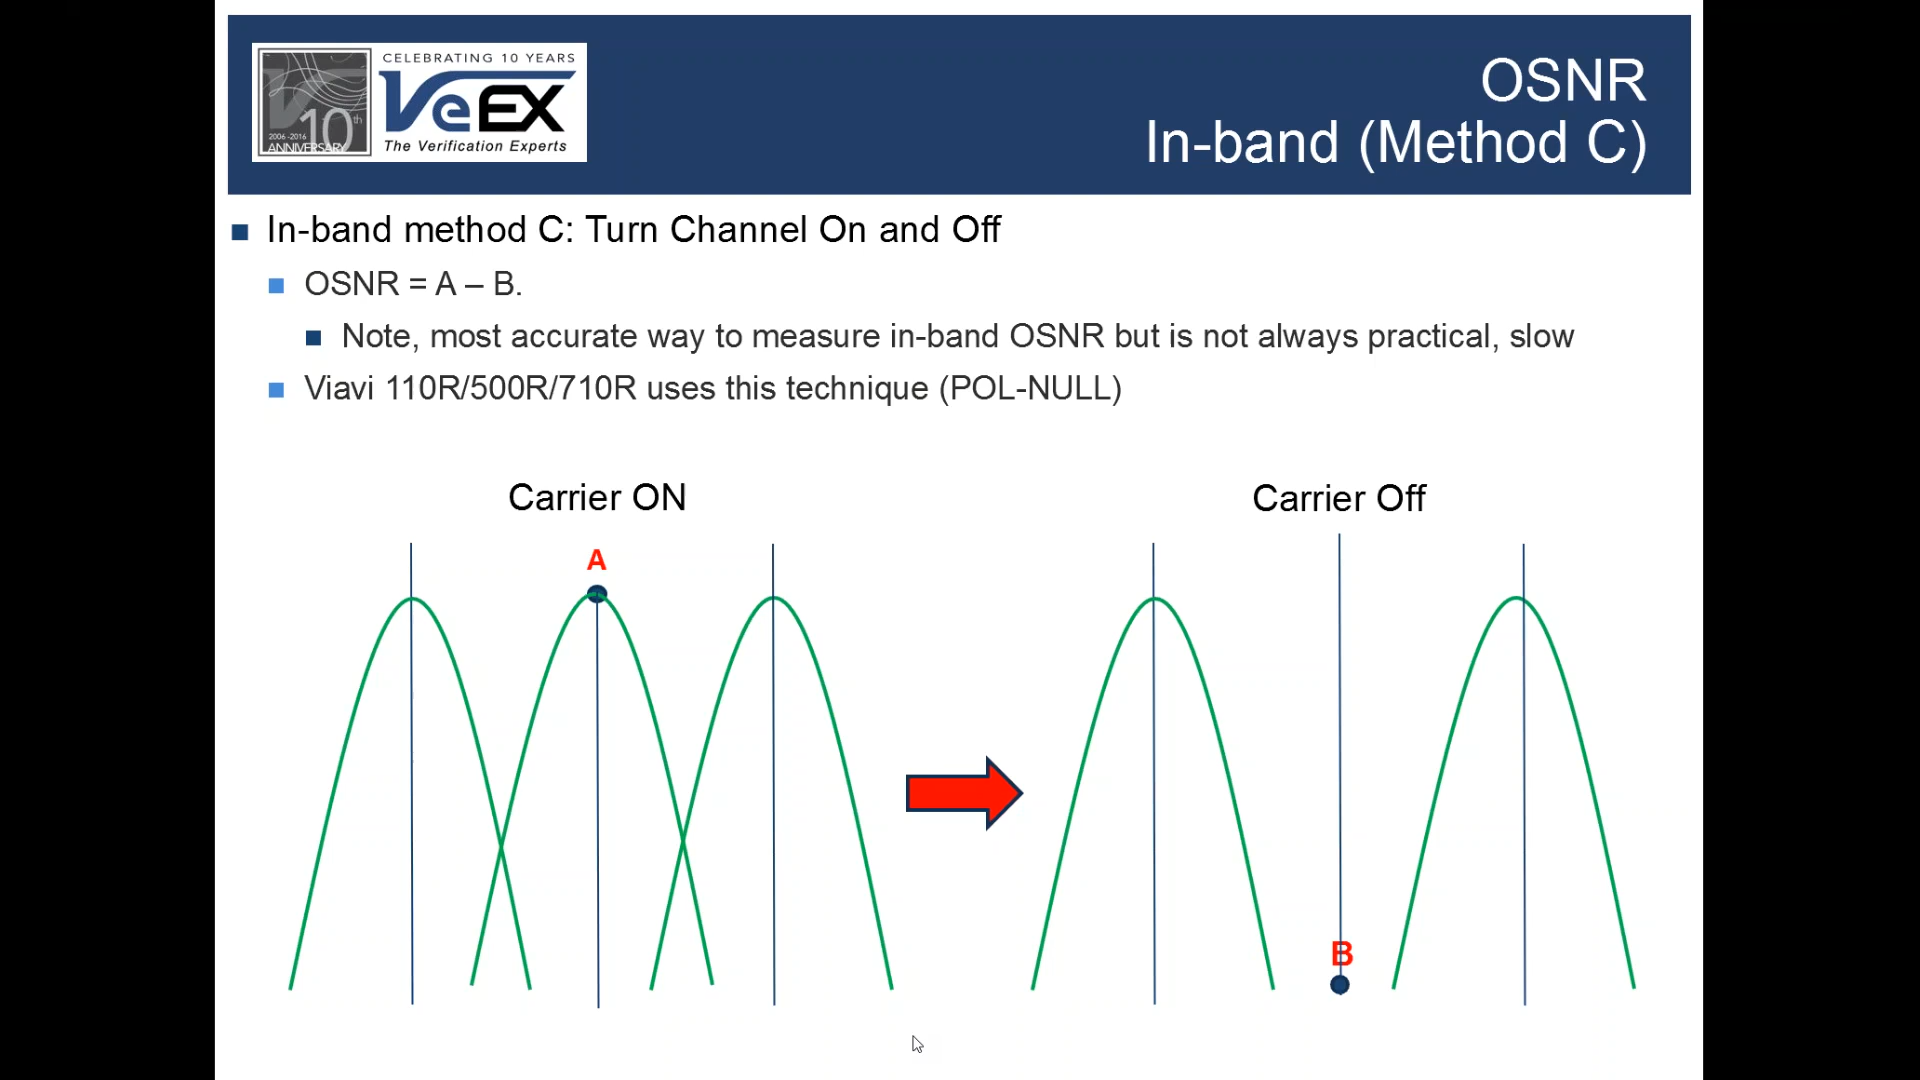 CELEBRATING 10 YEARS
VeEX
The Verification Experts
10th
2006-2016
ANNIVERSARY
OSNR
In-band (Method C)
In-band method C: Turn Channel On and Off
OSNR = A – B.
Note, most accurate way to measure in-band OSNR but is not always practical, slow
Viavi 110R/500R/710R uses this technique (POL-NULL)
Carrier ON
Carrier Off
A
B